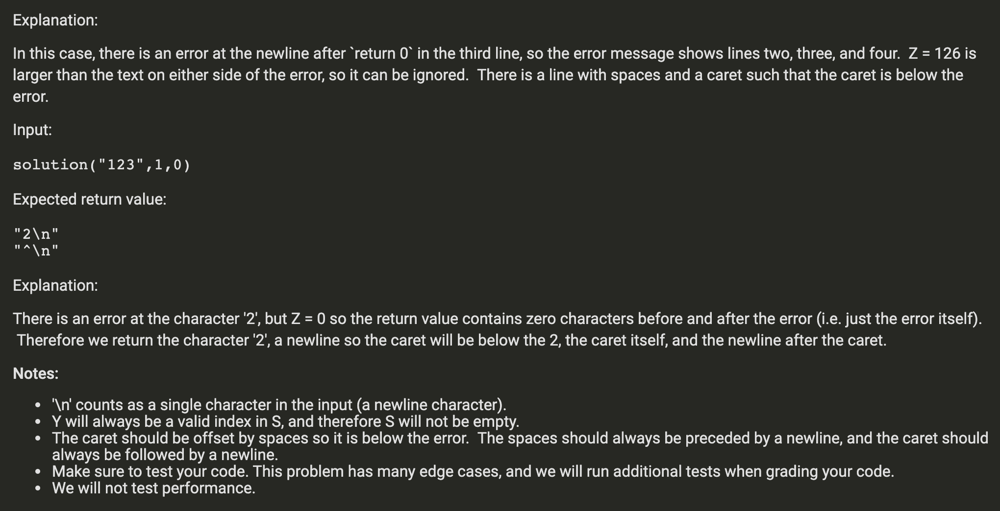 Explanation:
In this case, there is an error at the newline after `return 0` in the third line, so the error message shows lines two, three, and four.  Z = 126 is
larger than the text on either side of the error, so it can be ignored.  There is a line with spaces and a caret such that the caret is below the
error.
Input:
solution("123",1,0)
Expected return value:
"2\n"
"^\n"
Explanation:
There is an error at the character '2', but Z = 0 so the return value contains zero characters before and after the error (i.e. just the error itself).
Therefore we return the character '2', a newline so the caret will be below the 2, the caret itself, and the newline after the caret.
Notes:
• '\n' counts as a single character in the input (a newline character).
• Y will always be a valid index in S, and therefore S will not be empty.
• The caret should be offset by spaces so it is below the error.  The spaces should always be preceded by a newline, and the caret should
always be followed by a newline.
• Make sure to test your code. This problem has many edge cases, and we will run additional tests when grading your code.
• We will not test performance.